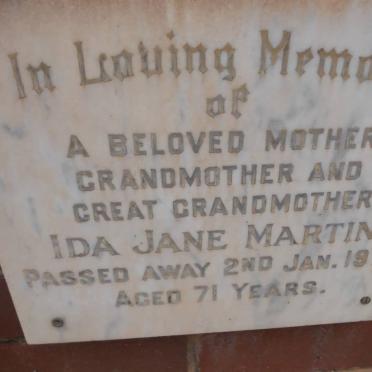 In Loving Memo
of
A BELOVED MOTHER
GRANDMOTHER AND
GREAT GRANDMOTHER
IDA JANE MARTIN
PASSED AWAY 2ND JAN. 19
AGED 71 YEARS.